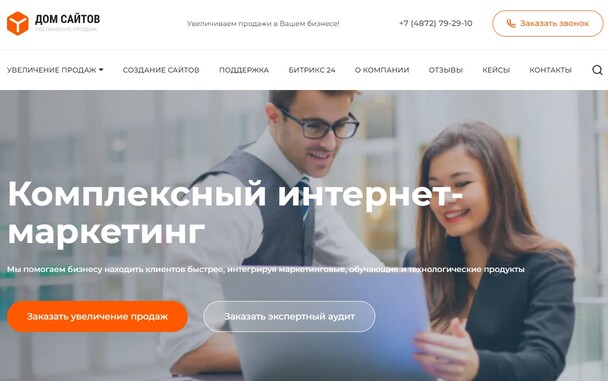 ДОМ САЙТОВ
УВЕЛИЧЕНИЕ ПРОДАЖ
Увеличиваем продажи в Вашем бизнесе!
+7 (4872) 79-29-10
Заказать звонок
УВЕЛИЧЕНИЕ ПРОДАЖ
СОЗДАНИЕ САЙТОВ
ПОДДЕРЖКА
БИТРИКС 24
О КОМПАНИИ
ОТЗЫВЫ
КЕЙСЫ
КОНТАКТЫ
Комплексный интернет-
маркетинг
Мы помогаем бизнесу находить клиентов быстрее, интегрируя маркетинговые, обучающие и технологические продукты
Заказать увеличение продаж
Заказать экспертный аудит